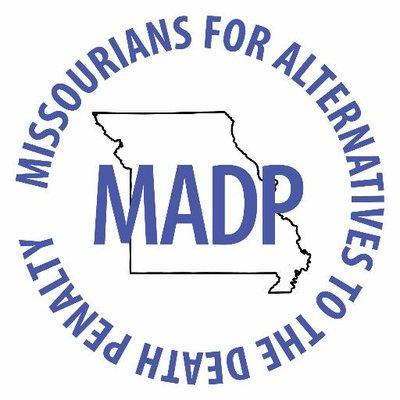 MISSOURIANS FOR ALTERNATIVES TO THE DEATH PENALTY
MADP